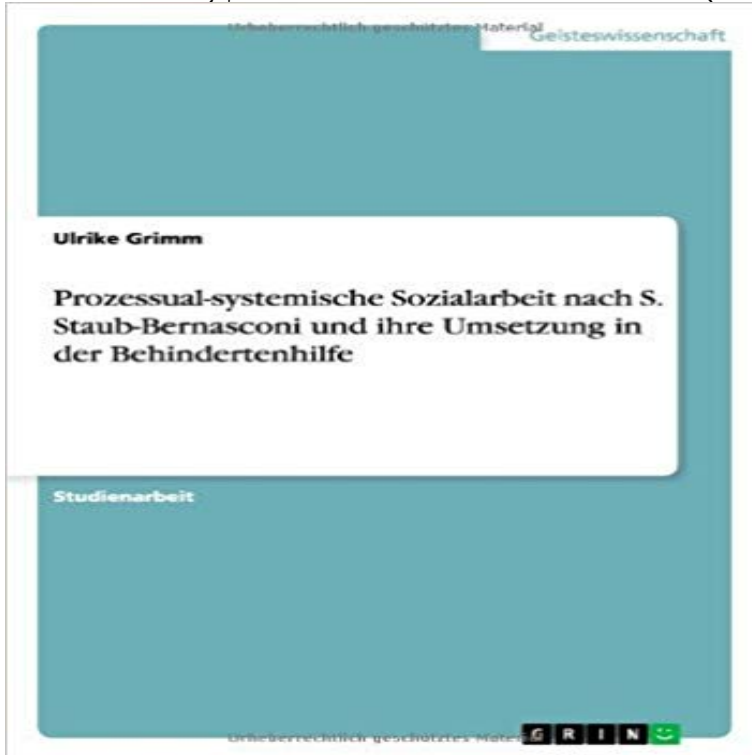 Urheberrechtlich geschütztes Material
Geisteswissenschaft
Ulrike Grimm
Prozessual-systemische Sozialarbeit nach S.
Staub-Bernasconi und ihre Umsetzung in
der Behindertenhilfe
Studienarbeit
Urheberrechtlich geschütztes Material
GRIN